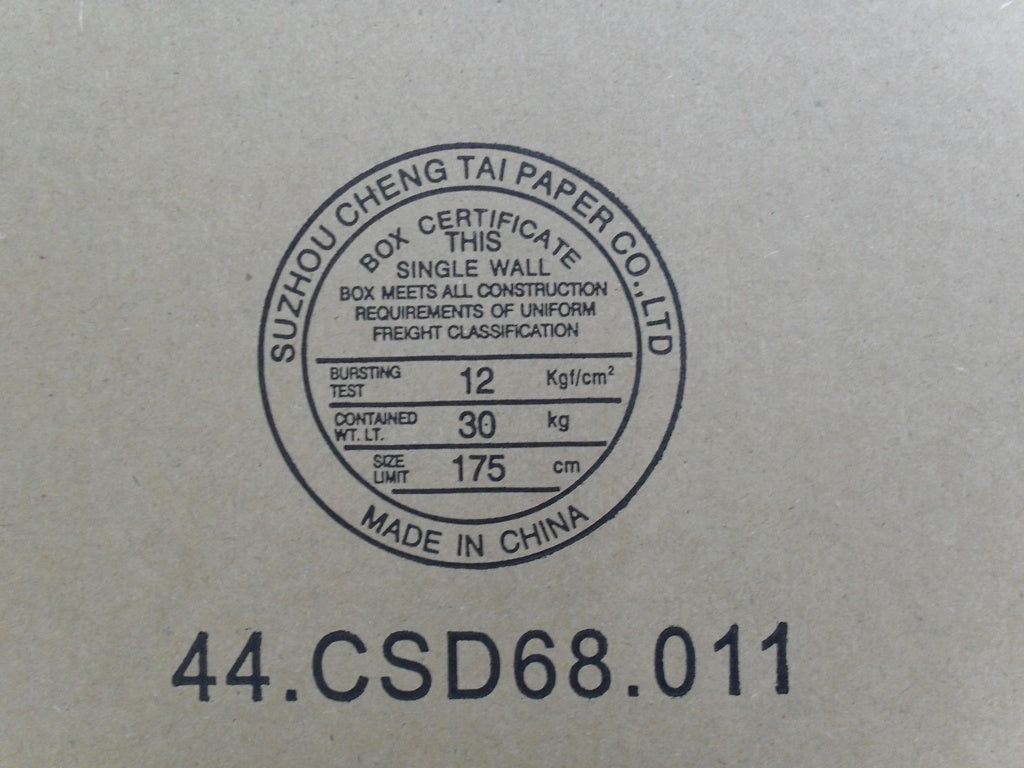 SUZHOU CHENG TAI PAPER CO.,LTD
BOX CERTIFICATE
THIS
SINGLE WALL
BOX MEETS ALL CONSTRUCTION
REQUIREMENTS OF UNIFORM
FREIGHT CLASSIFICATION
BURSTING TEST 12 Kgf/cm²
CONTAINED WT. LT. 30 kg
SIZE LIMIT 175 cm
MADE IN CHINA
44.CSD68.011